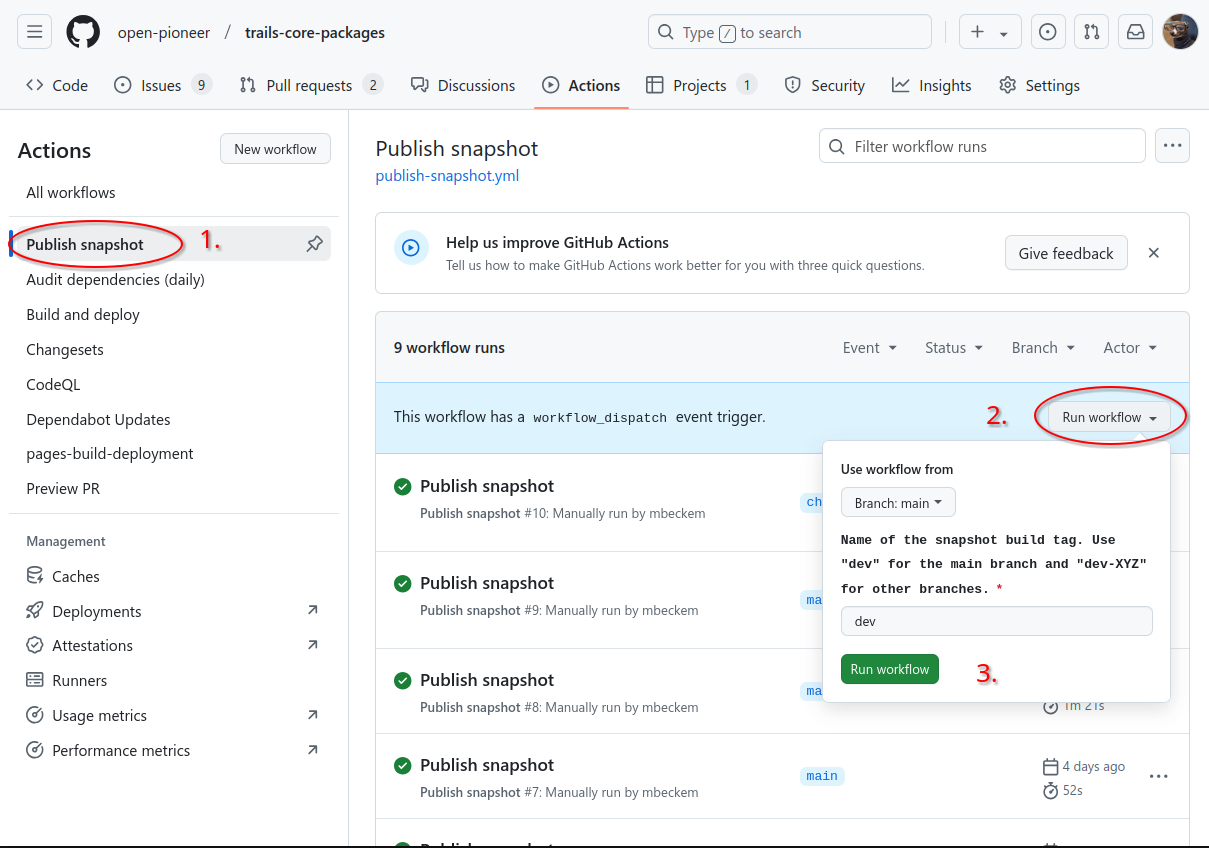 open-pioneer / trails-core-packages
Type / to search
Code
Issues 9
Pull requests 2
Discussions
Actions
Projects 1
Security
Insights
Settings
Actions
New workflow
All workflows
Publish snapshot
1.
Audit dependencies (daily)
Build and deploy
Changesets
CodeQL
Dependabot Updates
pages-build-deployment
Preview PR
Management
Caches
Deployments
Attestations
Runners
Usage metrics
Performance metrics
Publish snapshot
publish-snapshot.yml
Filter workflow runs
Help us improve GitHub Actions
Tell us how to make GitHub Actions work better for you with three quick questions.
Give feedback
9 workflow runs
Event
Status
Branch
Actor
This workflow has a workflow_dispatch event trigger.
2.
Run workflow
Use workflow from
Branch: main
Name of the snapshot build tag. Use
"dev" for the main branch and "dev-XYZ"
for other branches. *
dev
Run workflow
3.
Publish snapshot
Publish snapshot #10: Manually run by mbeckem
ch
Publish snapshot
Publish snapshot #9: Manually run by mbeckem
ma
Publish snapshot
Publish snapshot #8: Manually run by mbeckem
ma
1m 21s
Publish snapshot
Publish snapshot #7: Manually run by mbeckem
main
4 days ago
52s